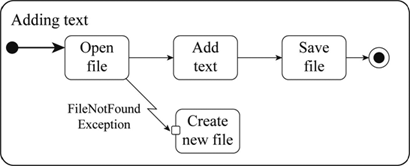 Adding text
Open
file
Add
text
Save
file
FileNotFound
Exception
Create
new file